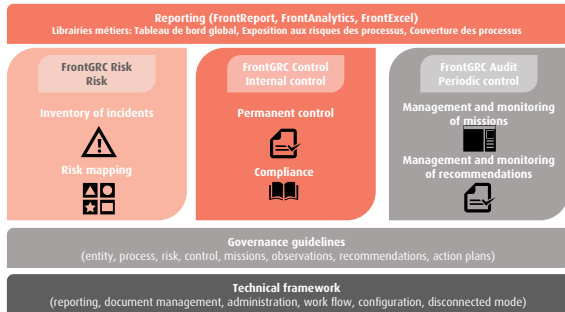 Reporting (FrontReport, FrontAnalytics, FrontExcel)
Librairies métiers: Tableau de bord global, Exposition aux risques des processus, Couverture des processus
FrontGRC Risk
Risk
Inventory of incidents
Risk mapping
FrontGRC Control
Internal control
Permanent control
Compliance
FrontGRC Audit
Periodic control
Management and monitoring
of missions
Management and monitoring
of recommendations
Governance guidelines
(entity, process, risk, control, missions, observations, recommendations, action plans)
Technical framework
(reporting, document management, administration, work flow, configuration, disconnected mode)